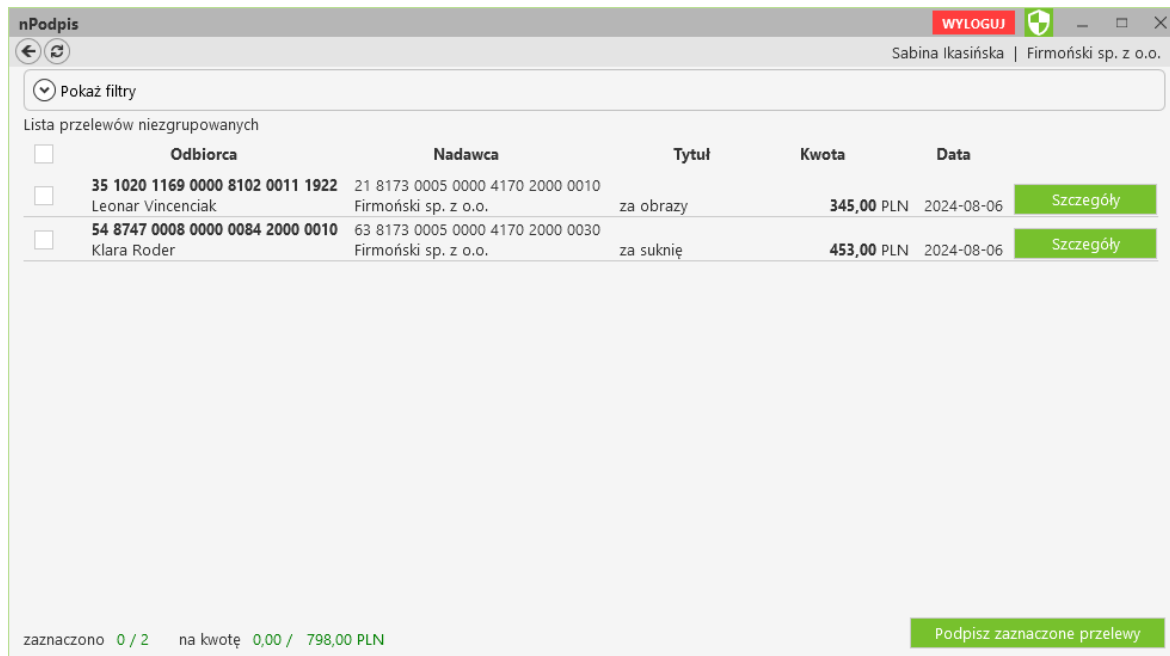 nPodpis WYLOGUJ
Sabina Ikasińska | Firmoński sp. z o.o.
Pokaż filtry
Lista przelewów niezgrupowanych
Odbiorca Nadawca Tytuł Kwota Data
35 1020 1169 0000 8102 0011 1922 21 8173 0005 0000 4170 2000 0010
Leonar Vincenciak Firmoński sp. z o.o. za obrazy 345,00 PLN 2024-08-06 Szczegóły
54 8747 0008 0000 0084 2000 0010 63 8173 0005 0000 4170 2000 0030
Klara Roder Firmoński sp. z o.o. za suknię 453,00 PLN 2024-08-06 Szczegóły
zaznaczono 0 / 2 na kwotę 0,00 / 798,00 PLN Podpisz zaznaczone przelewy